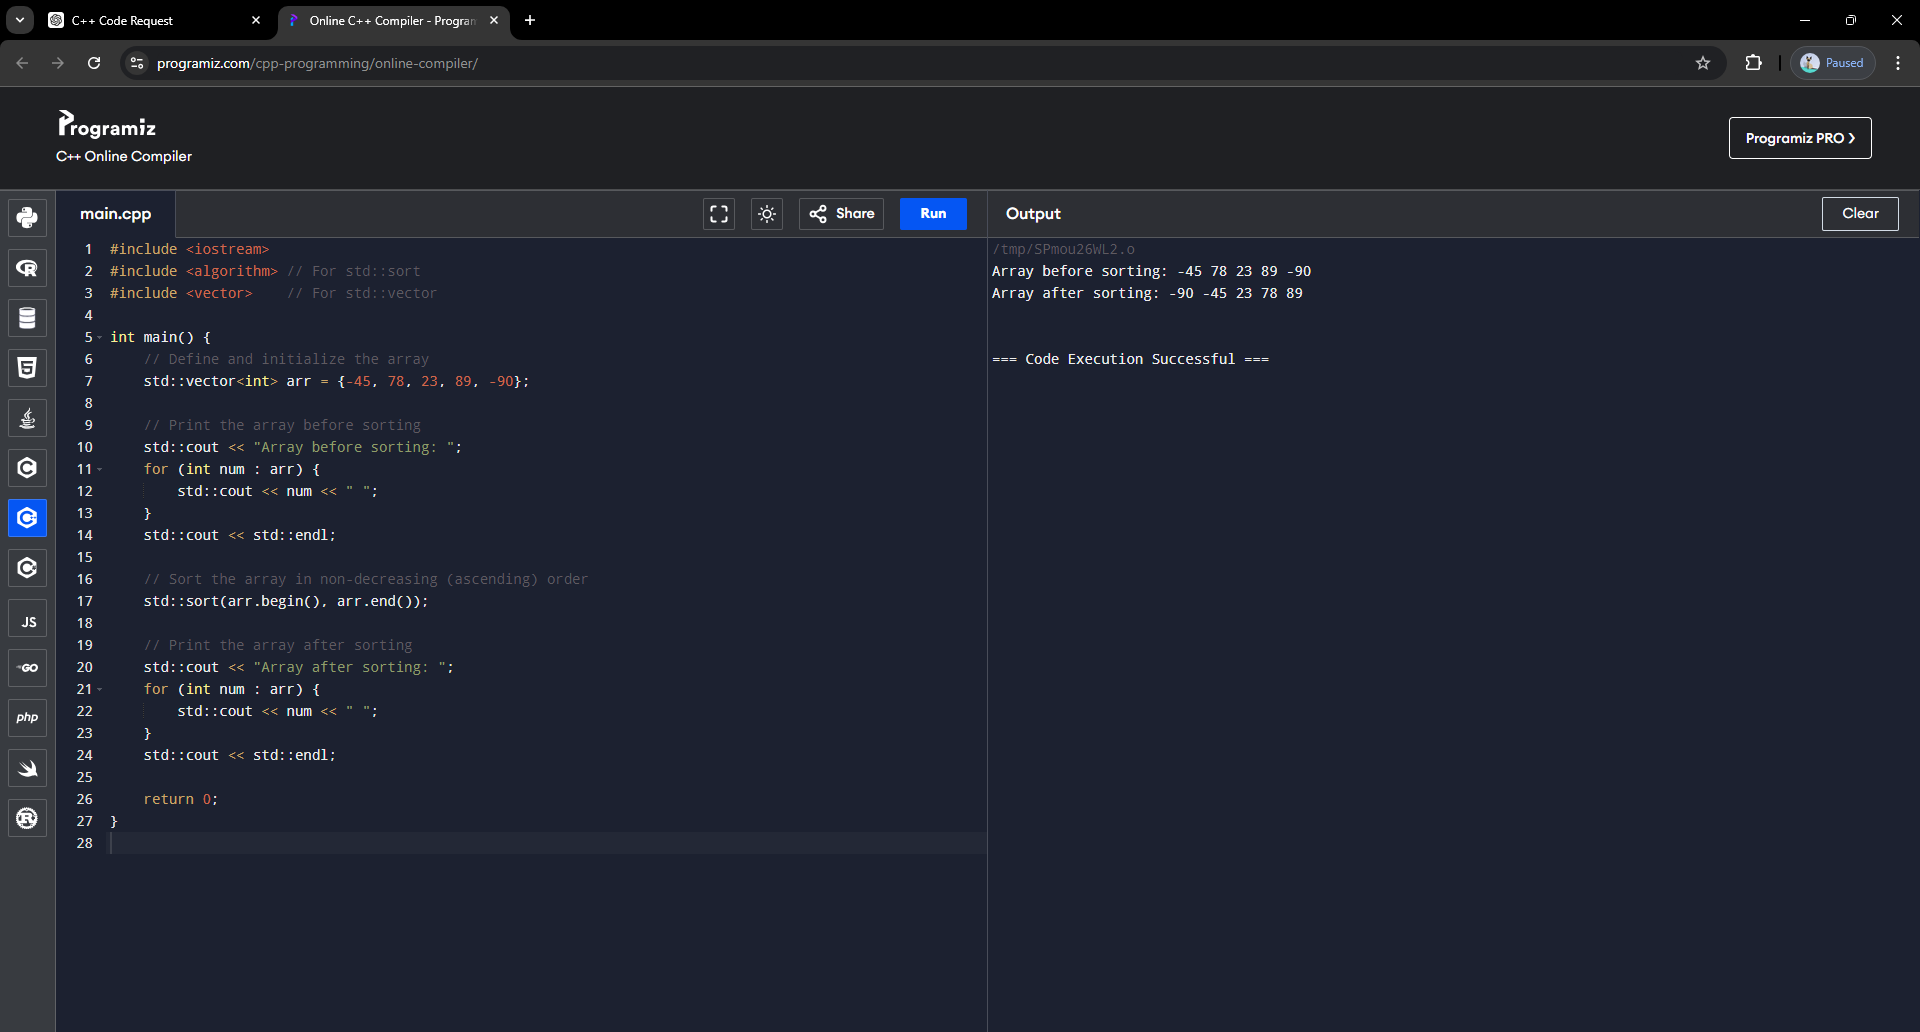 C++ Code Request
Online C++ Compiler - Program
programiz.com/cpp-programming/online-compiler/
Paused
Programiz
C++ Online Compiler
Programiz PRO
main.cpp
Share
Run
Output
Clear
1 #include <iostream>
2 #include <algorithm> // For std::sort
3 #include <vector>    // For std::vector
4
5 int main() {
6     // Define and initialize the array
7     std::vector<int> arr = {-45, 78, 23, 89, -90};
8
9     // Print the array before sorting
10     std::cout << "Array before sorting: ";
11     for (int num : arr) {
12         std::cout << num << " ";
13     }
14     std::cout << std::endl;
15
16     // Sort the array in non-decreasing (ascending) order
17     std::sort(arr.begin(), arr.end());
18
19     // Print the array after sorting
20     std::cout << "Array after sorting: ";
21     for (int num : arr) {
22         std::cout << num << " ";
23     }
24     std::cout << std::endl;
25
26     return 0;
27 }
28
/tmp/SPmou26WL2.o
Array before sorting: -45 78 23 89 -90
Array after sorting: -90 -45 23 78 89
=== Code Execution Successful ===
JS
GO
php